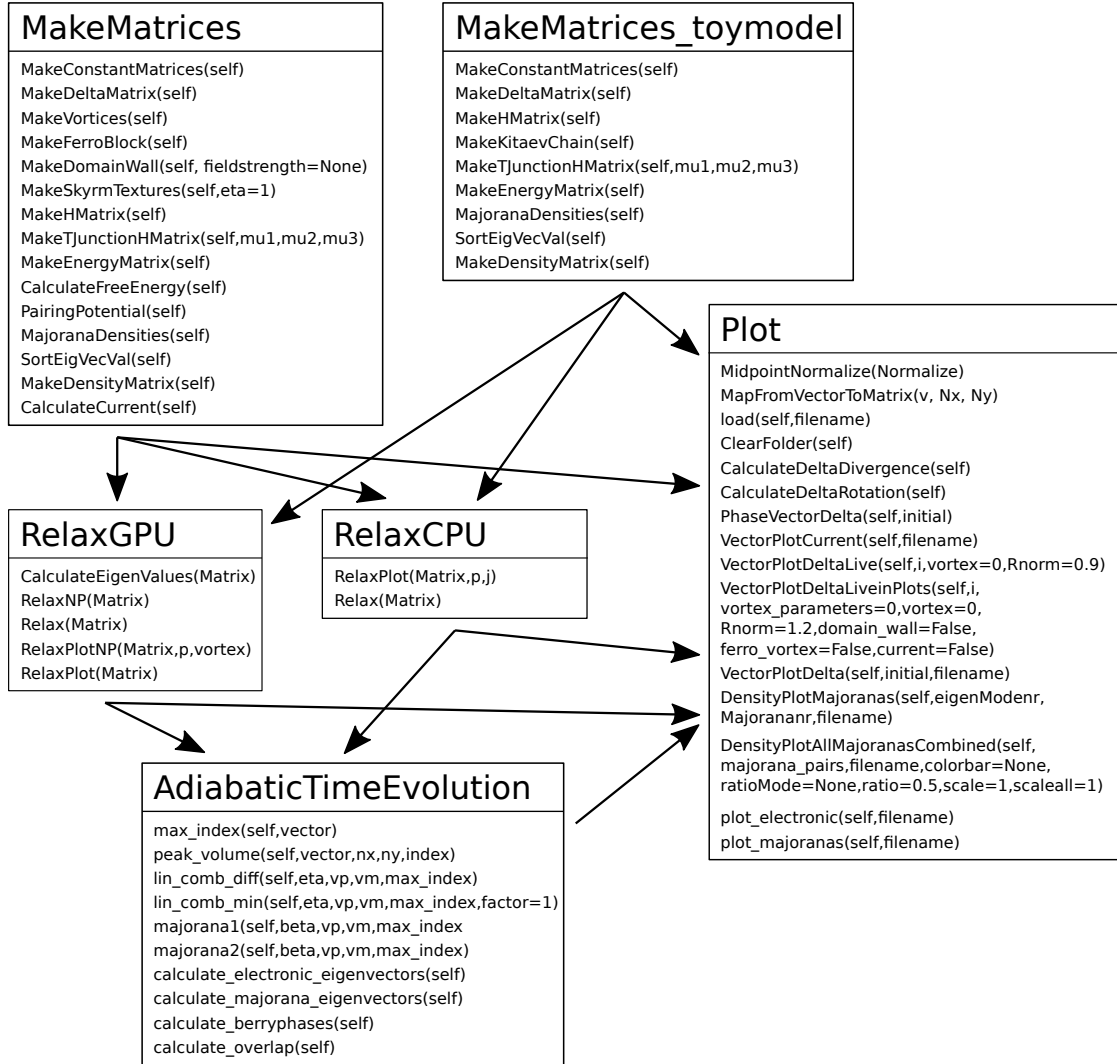 MakeMatrices
MakeConstantMatrices(self)
MakeDeltaMatrix(self)
MakeVortices(self)
MakeFerroBlock(self)
MakeDomainWall(self, fieldstrength=None)
MakeSkyrmTextures(self,eta=1)
MakeHMatrix(self)
MakeTJunctionHMatrix(self,mu1,mu2,mu3)
MakeEnergyMatrix(self)
CalculateFreeEnergy(self)
PairingPotential(self)
MajoranaDensities(self)
SortEigVecVal(self)
MakeDensityMatrix(self)
CalculateCurrent(self)
MakeMatrices_toymodel
MakeConstantMatrices(self)
MakeDeltaMatrix(self)
MakeHMatrix(self)
MakeKitaevChain(self)
MakeTJunctionHMatrix(self,mu1,mu2,mu3)
MakeEnergyMatrix(self)
MajoranaDensities(self)
SortEigVecVal(self)
MakeDensityMatrix(self)
Plot
MidpointNormalize(Normalize)
MapFromVectorToMatrix(v, Nx, Ny)
load(self,filename)
ClearFolder(self)
CalculateDeltaDivergence(self)
CalculateDeltaRotation(self)
PhaseVectorDelta(self,initial)
VectorPlotCurrent(self,filename)
VectorPlotDeltaLive(self,i,vortex=0,Rnorm=0.9)
VectorPlotDeltaLiveinPlots(self,i,
vortex_parameters=0,vortex=0,
Rnorm=1.2,domain_wall=False,
ferro_vortex=False,current=False)
VectorPlotDelta(self,initial,filename)
DensityPlotMajoranas(self,eigenModenr,
Majorananr,filename)
DensityPlotAllMajoranasCombined(self,
majorana_pairs,filename,colorbar=None,
ratioMode=None,ratio=0.5,scale=1,scaleall=1)
plot_electronic(self,filename)
plot_majoranas(self,filename)
RelaxGPU
CalculateEigenValues(Matrix)
RelaxNP(Matrix)
Relax(Matrix)
RelaxPlotNP(Matrix,p,vortex)
RelaxPlot(Matrix)
RelaxCPU
RelaxPlot(Matrix,p,j)
Relax(Matrix)
AdiabaticTimeEvolution
max_index(self,vector)
peak_volume(self,vector,nx,ny,index)
lin_comb_diff(self,eta,vp,vm,max_index)
lin_comb_min(self,eta,vp,vm,max_index,factor=1)
majorana1(self,beta,vp,vm,max_index
majorana2(self,beta,vp,vm,max_index)
calculate_electronic_eigenvectors(self)
calculate_majorana_eigenvectors(self)
calculate_berryphases(self)
calculate_overlap(self)